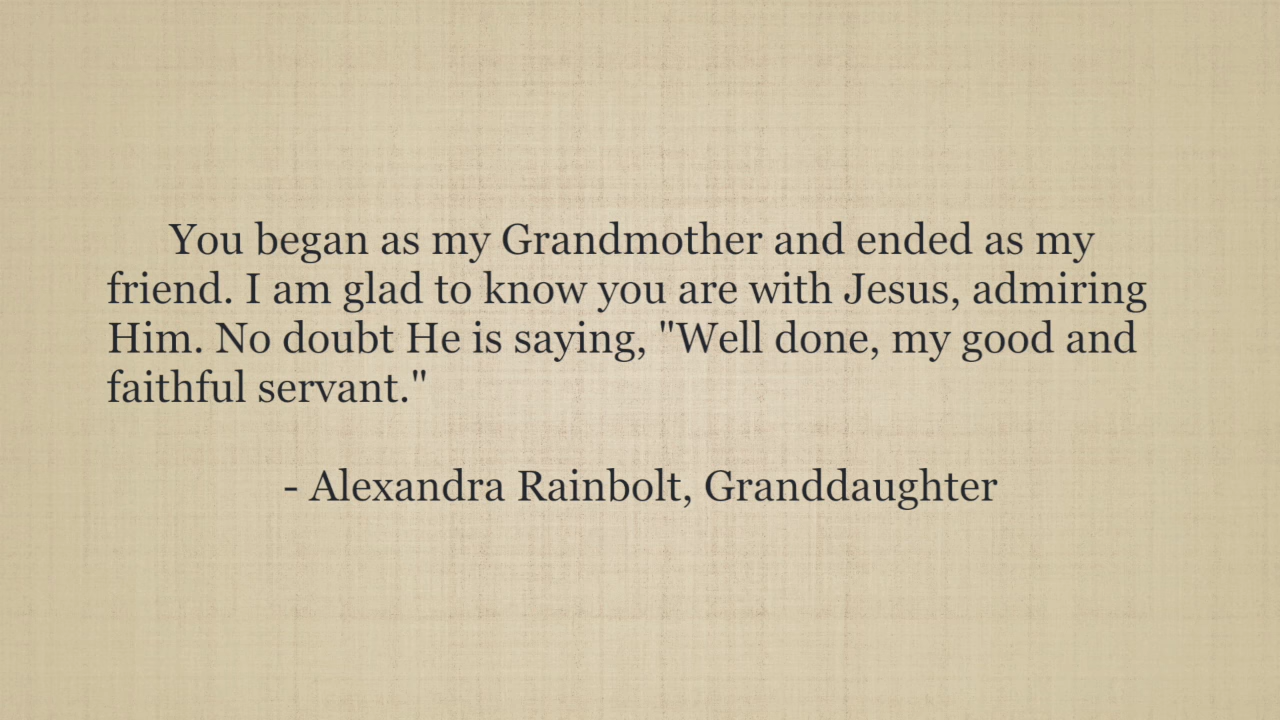 You began as my Grandmother and ended as my
friend. I am glad to know you are with Jesus, admiring
Him. No doubt He is saying, "Well done, my good and
faithful servant."
- Alexandra Rainbolt, Granddaughter